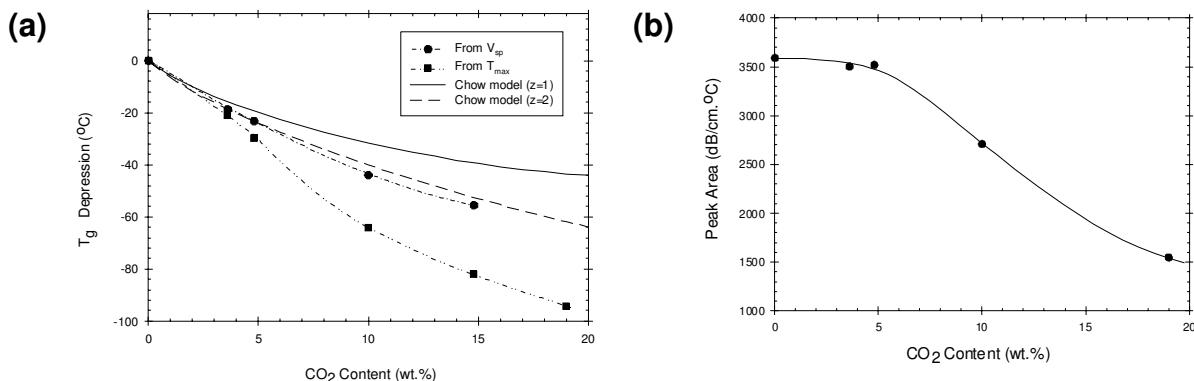 (a)
T_g Depression (°C)
0
-20
-40
-60
-80
-100
0 5 10 15 20
CO2 Content (wt.%)
From V_sp
From T_max
Chow model (z=1)
Chow model (z=2)
(b)
Peak Area (dB/cm.°C)
4000
3500
3000
2500
2000
1500
1000
0 5 10 15 20
CO2 Content (wt.%)